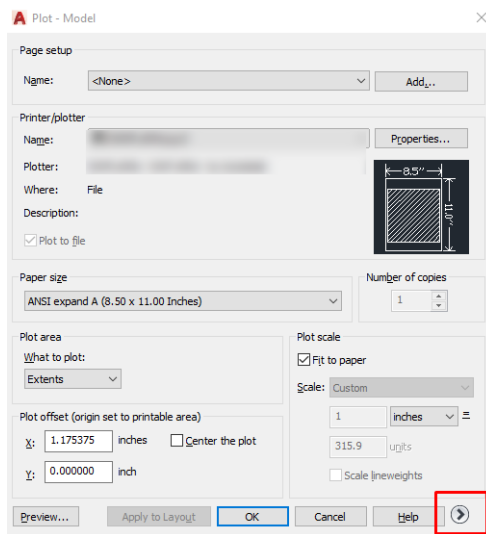 Plot - Model
Page setup
Name: <None> Add...
Printer/plotter
Name: Properties...
Plotter:
Where: File
Description:
Plot to file
8.5"
11.0"
Paper size
ANSI expand A (8.50 x 11.00 Inches)
Number of copies
1
Plot area
What to plot:
Extents
Plot scale
Fit to paper
Scale: Custom
1 inches =
315.9 units
Scale lineweights
Plot offset (origin set to printable area)
X: 1.175375 inches Center the plot
Y: 0.000000 inch
Preview... Apply to Layout OK Cancel Help